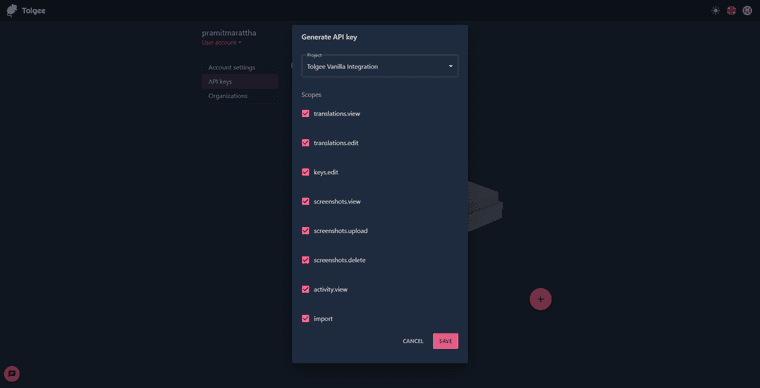 Tolgee
pramitmarattha
User account
Account settings
API keys
Organizations
Generate API key
Project
Tolgee Vanilla Integration
Scopes
translations.view
translations.edit
keys.edit
screenshots.view
screenshots.upload
screenshots.delete
activity.view
import
CANCEL
SAVE